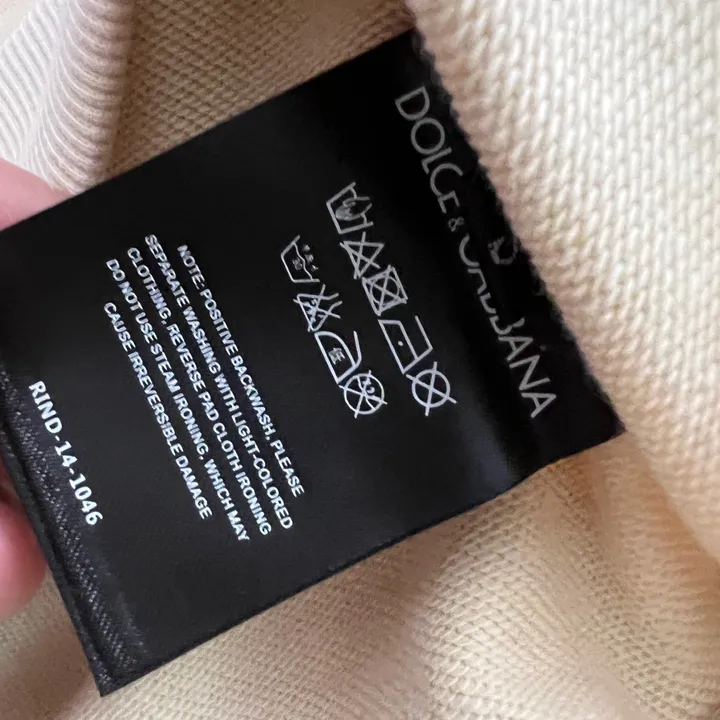 DOLCE & GABBANA
NOTE: POSITIVE BACKWASH, PLEASE
SEPARATE WASHING WITH LIGHT-COLORED
CLOTHING, REVERSE PAD CLOTH IRONING
DO NOT USE STEAM IRONING, WHICH MAY
CAUSE IRREVERSIBLE DAMAGE
RIND-14-1046